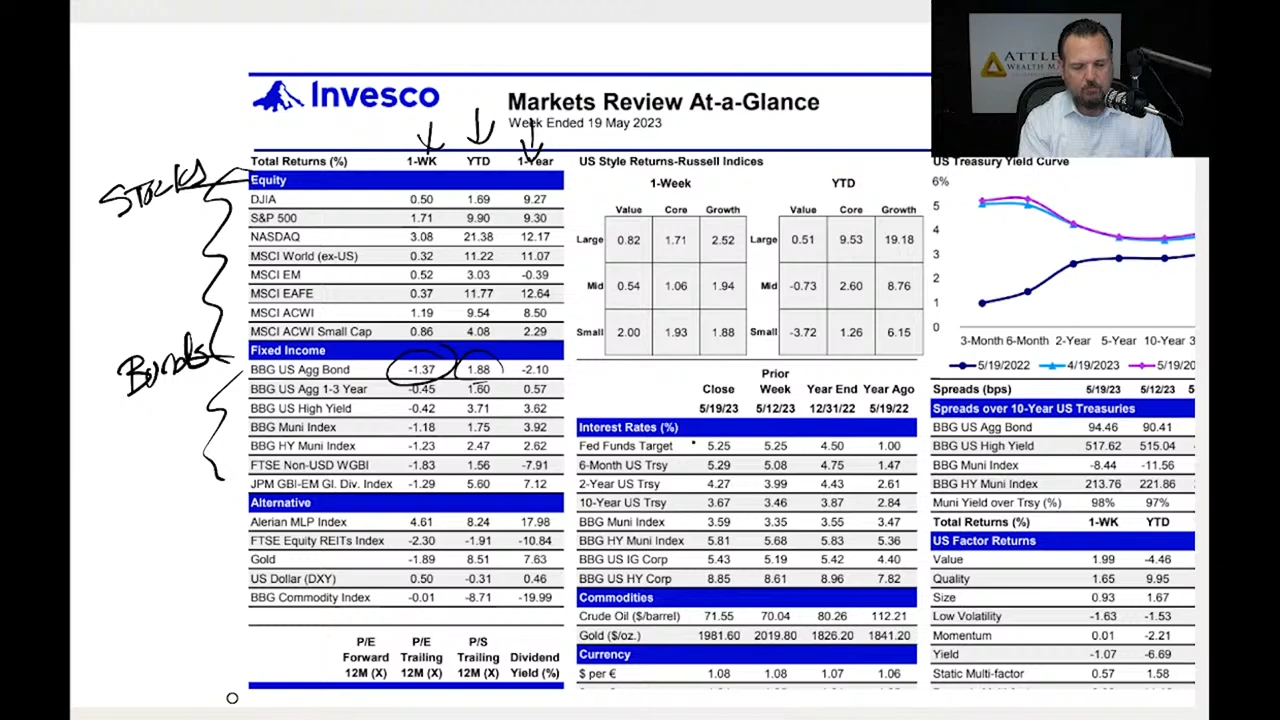 Invesco
Markets Review At-a-Glance
Week Ended 19 May 2023
ATTLE
WEALTH M
Stocks
Bonds
Total Returns (%) 1-WK YTD 1-Year
Equity
DJIA 0.50 1.69 9.27
S&P 500 1.71 9.90 9.30
NASDAQ 3.08 21.38 12.17
MSCI World (ex-US) 0.32 11.22 11.07
MSCI EM 0.52 3.03 -0.39
MSCI EAFE 0.37 11.77 12.64
MSCI ACWI 1.19 9.54 8.50
MSCI ACWI Small Cap 0.86 4.08 2.29
Fixed Income
BBG US Agg Bond -1.37 1.88 -2.10
BBG US Agg 1-3 Year -0.45 1.60 0.57
BBG US High Yield -0.42 3.71 3.62
BBG Muni Index -1.18 1.75 3.92
BBG HY Muni Index -1.23 2.47 2.62
FTSE Non-USD WGBI -1.83 1.56 -7.91
JPM GBI-EM Gl. Div. Index -1.29 5.60 7.12
Alternative
Alerian MLP Index 4.61 8.24 17.98
FTSE Equity REITs Index -2.30 -1.91 -10.84
Gold -1.89 8.51 7.63
US Dollar (DXY) 0.50 -0.31 0.46
BBG Commodity Index -0.01 -8.71 -19.99
P/E P/E P/S
Forward Trailing Trailing Dividend
12M (X) 12M (X) 12M (X) Yield (%)
US Style Returns-Russell Indices
1-Week YTD
Value Core Growth Value Core Growth
Large 0.82 1.71 2.52 Large 0.51 9.53 19.18
Mid 0.54 1.06 1.94 Mid -0.73 2.60 8.76
Small 2.00 1.93 1.88 Small -3.72 1.26 6.15
Prior
Close Week Year End Year Ago
5/19/23 5/12/23 12/31/22 5/19/22
Interest Rates (%)
Fed Funds Target 5.25 5.25 4.50 1.00
6-Month US Trsy 5.29 5.08 4.75 1.47
2-Year US Trsy 4.27 3.99 4.43 2.61
10-Year US Trsy 3.67 3.46 3.87 2.84
BBG Muni Index 3.59 3.35 3.55 3.47
BBG HY Muni Index 5.81 5.68 5.83 5.36
BBG US IG Corp 5.43 5.19 5.42 4.40
BBG US HY Corp 8.85 8.61 8.96 7.82
Commodities
Crude Oil ($/barrel) 71.55 70.04 80.26 112.21
Gold ($/oz.) 1981.60 2019.80 1826.20 1841.20
Currency
$ per € 1.08 1.08 1.07 1.06
US Treasury Yield Curve
6%
5
4
3
2
1
0
3-Month 6-Month 2-Year 5-Year 10-Year 3
5/19/2022 4/19/2023 5/19/20
Spreads (bps) 5/19/23 5/12/23 5
Spreads over 10-Year US Treasuries
BBG US Agg Bond 94.46 90.41
BBG US High Yield 517.62 515.04
BBG Muni Index -8.44 -11.56
BBG HY Muni Index 213.76 221.86
Muni Yield over Trsy (%) 98% 97%
Total Returns (%) 1-WK YTD
US Factor Returns
Value 1.99 -4.46
Quality 1.65 9.95
Size 0.93 1.67
Low Volatility -1.63 -1.53
Momentum 0.01 -2.21
Yield -1.07 -6.69
Static Multi-factor 0.57 1.58